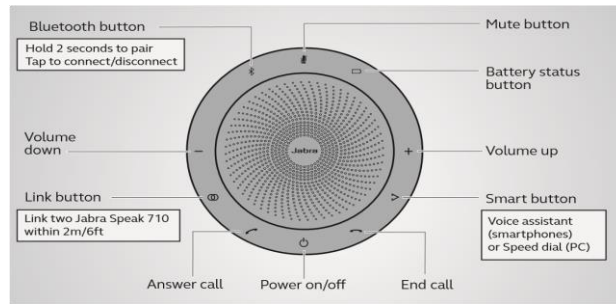 Bluetooth button
Hold 2 seconds to pair
Tap to connect/disconnect
Mute button
Battery status
button
Volume
down
Jabra
Volume up
Link button
Link two Jabra Speak 710
within 2m/6ft
Smart button
Voice assistant
(smartphones)
or Speed dial (PC)
Answer call
Power on/off
End call